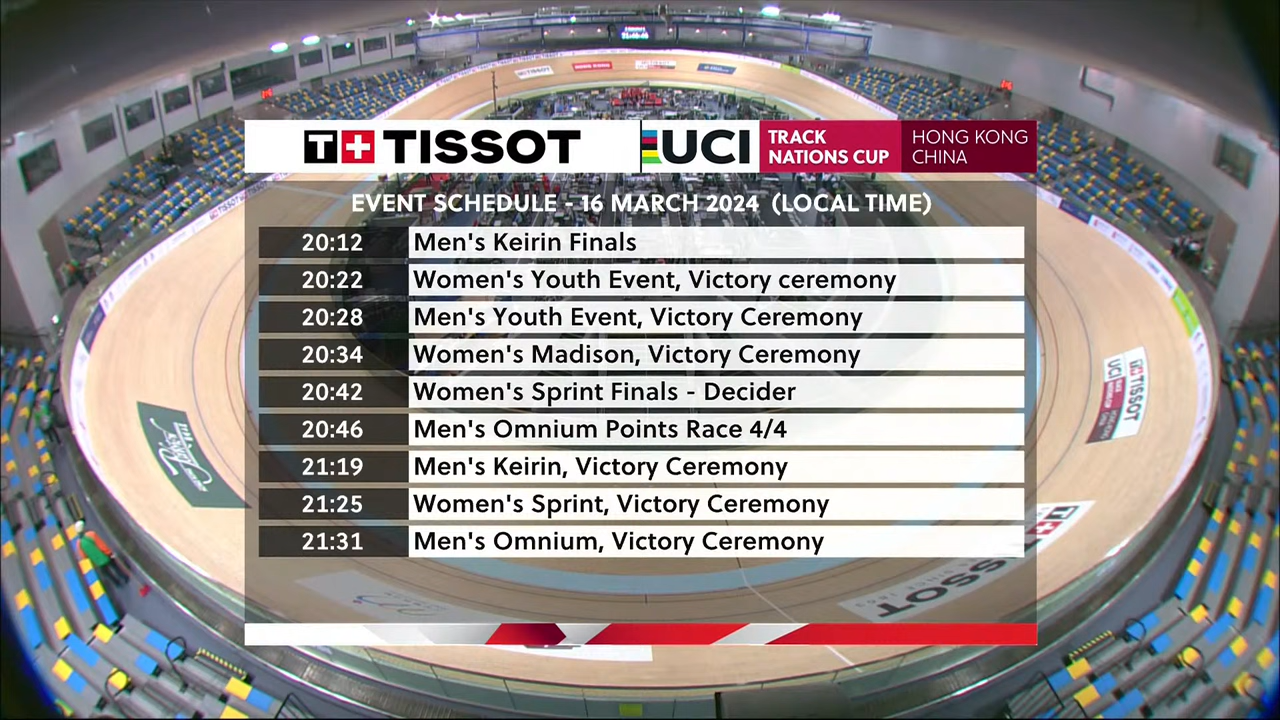 T+ TISSOT
UCI
TRACK
NATIONS CUP
HONG KONG
CHINA
EVENT SCHEDULE - 16 MARCH 2024 (LOCAL TIME)
20:12 Men's Keirin Finals
20:22 Women's Youth Event, Victory ceremony
20:28 Men's Youth Event, Victory Ceremony
20:34 Women's Madison, Victory Ceremony
20:42 Women's Sprint Finals - Decider
20:46 Men's Omnium Points Race 4/4
21:19 Men's Keirin, Victory Ceremony
21:25 Women's Sprint, Victory Ceremony
21:31 Men's Omnium, Victory Ceremony
TISSOT
UCI